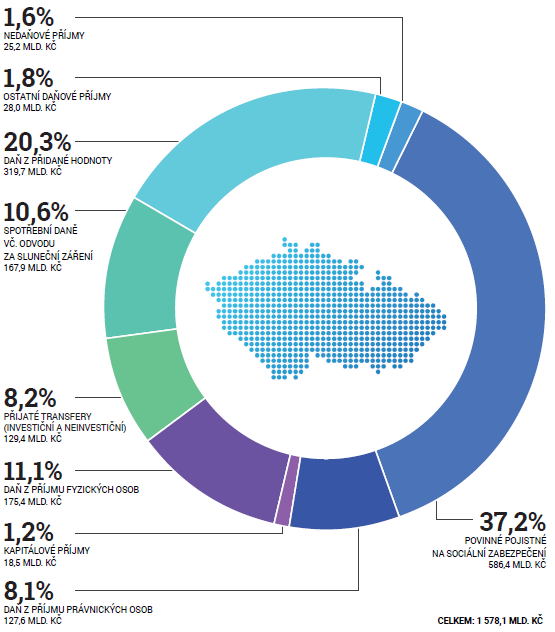 1,6%
NEDAŇOVÉ PŘÍJMY
25,2 MLD. KČ
1,8%
OSTATNÍ DAŇOVÉ PŘÍJMY
28,0 MLD. KČ
20,3%
DAŇ Z PŘIDANÉ HODNOTY
319,7 MLD. KČ
10,6%
SPOTŘEBNÍ DANĚ
VČ. ODVODU
ZA SLUNEČNÍ ZÁŘENÍ
167,9 MLD. KČ
8,2%
PŘIJATÉ TRANSFERY
(INVESTIČNÍ A NEINVESTIČNÍ)
129,4 MLD. KČ
11,1%
DAŇ Z PŘÍJMU FYZICKÝCH OSOB
175,4 MLD. KČ
1,2%
KAPITÁLOVÉ PŘÍJMY
18,5 MLD. KČ
8,1%
DAŇ Z PŘÍJMU PRÁVNICKÝCH OSOB
127,6 MLD. KČ
37,2%
POVINNÉ POJISTNÉ
NA SOCIÁLNÍ ZABEZPEČENÍ
586,4 MLD. KČ
CELKEM: 1 578,1 MLD. KČ